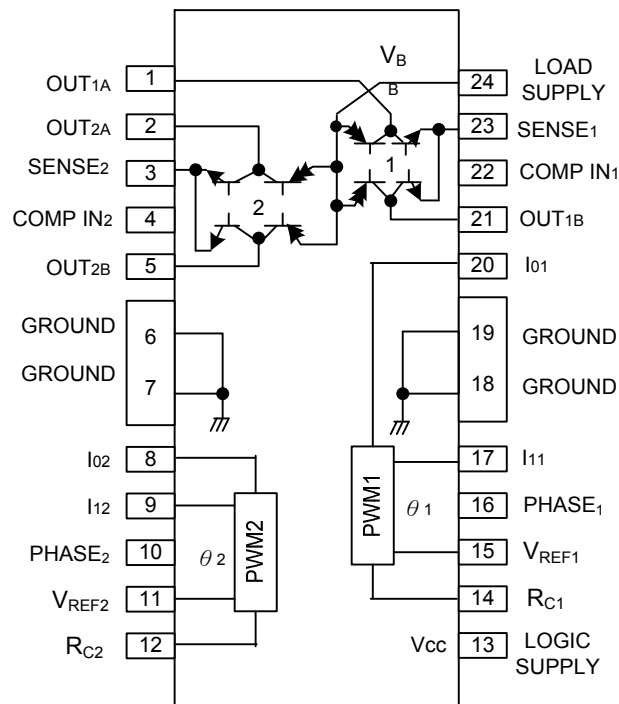 OUT1A 1
OUT2A 2
SENSE2 3
COMP IN2 4
OUT2B 5
GROUND 6
GROUND 7
I02 8
I12 9
PHASE2 10
VREF2 11
RC2 12
VB
B
1
2
PWM2
θ2
PWM1
θ1
24 LOAD
SUPPLY
23 SENSE1
22 COMP IN1
21 OUT1B
20 I01
19 GROUND
18 GROUND
17 I11
16 PHASE1
15 VREF1
14 RC1
Vcc 13 LOGIC
SUPPLY